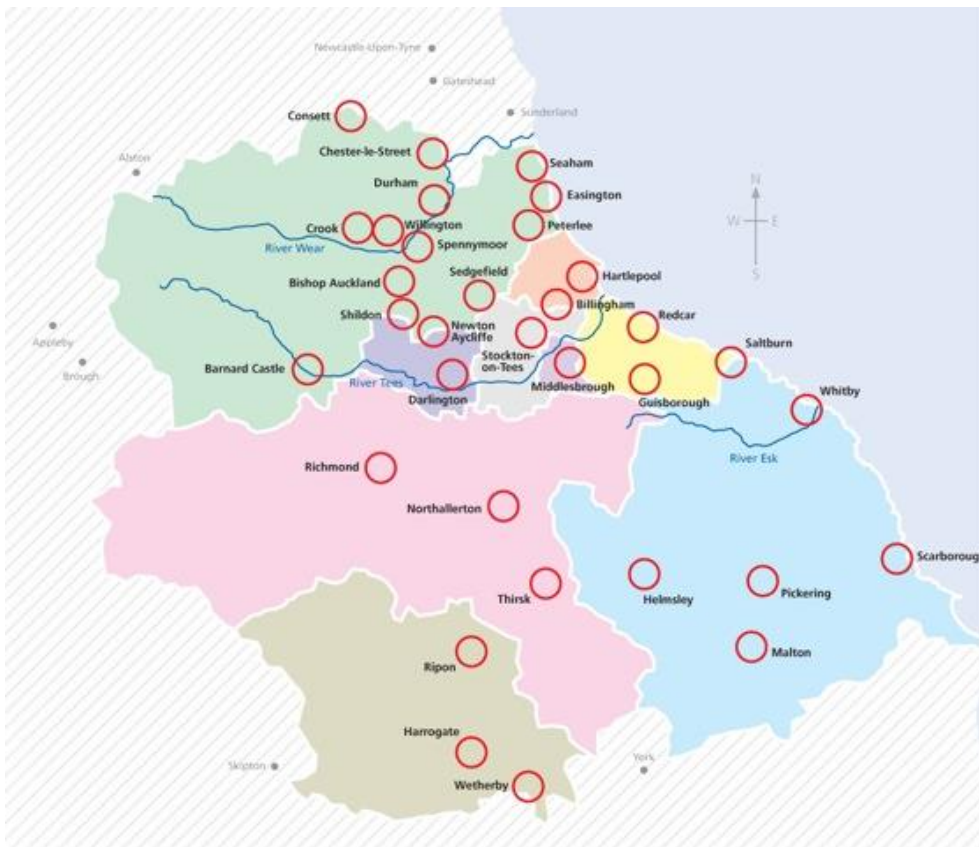 Newcastle-Upon-Tyne
Gateshead
Consett
Sunderland
Chester-le-Street
Alston
Seaham
Durham
N
Easington
W
E
Crook
Willington
Peterlee
River Wear
Spennymoor
S
Sedgefield
Hartlepool
Bishop Auckland
Billingham
Shildon
Redcar
Newton
Aycliffe
Appleby
Saltburn
Stockton-
on-Tees
Brough
Barnard Castle
River Tees
Middlesbrough
Whitby
Darlington
Guisborough
River Esk
Richmond
Northallerton
Scarboroug
Thirsk
Helmsley
Pickering
Malton
Ripon
Harrogate
York
Skipton
Wetherby